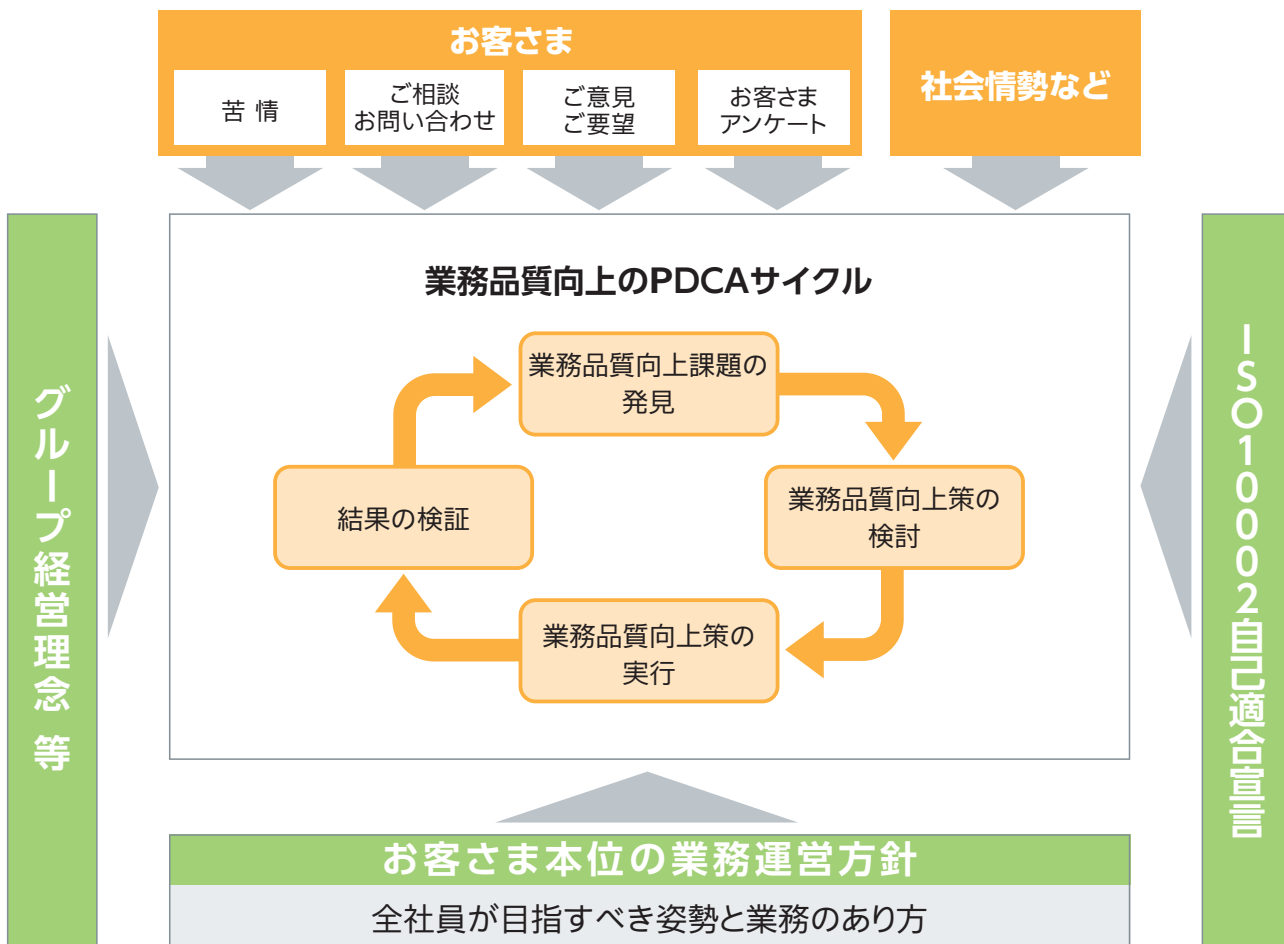 お客さま
苦 情
ご相談
お問い合わせ
ご意見
ご要望
お客さま
アンケート
社会情勢など
グループ経営理念 等
業務品質向上のPDCAサイクル
業務品質向上課題の
発見
業務品質向上策の
検討
業務品質向上策の
実行
結果の検証
ISO10002自己適合宣言
お客さま本位の業務運営方針
全社員が目指すべき姿勢と業務のあり方